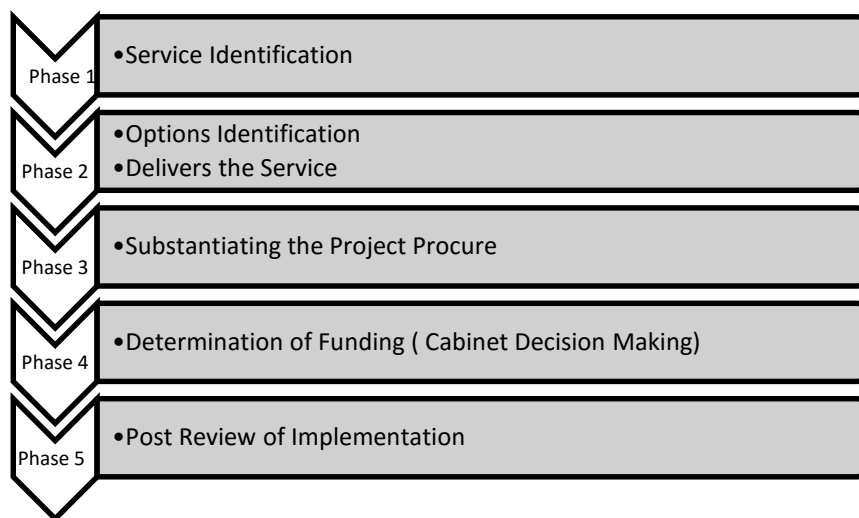 Phase 1
•Service Identification
Phase 2
•Options Identification
•Delivers the Service
Phase 3
•Substantiating the Project Procure
Phase 4
•Determination of Funding ( Cabinet Decision Making)
Phase 5
•Post Review of Implementation